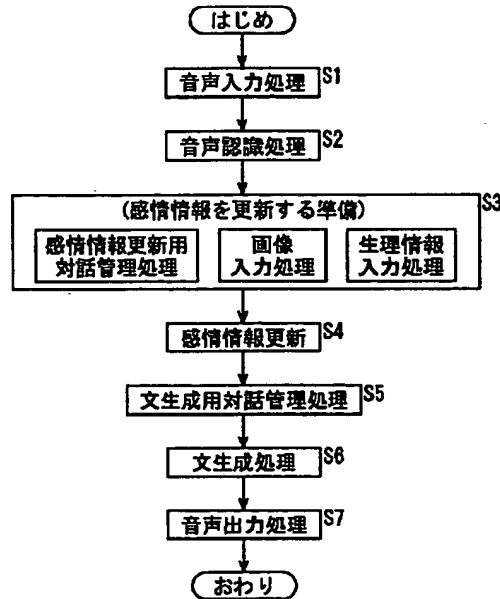 はじめ
音声入力処理 S1
音声認識処理 S2
(感情情報を更新する準備) S3
感情情報更新用
対話管理処理
画像
入力処理
生理情報
入力処理
感情情報更新 S4
文生成用対話管理処理 S5
文生成処理 S6
音声出力処理 S7
おわり